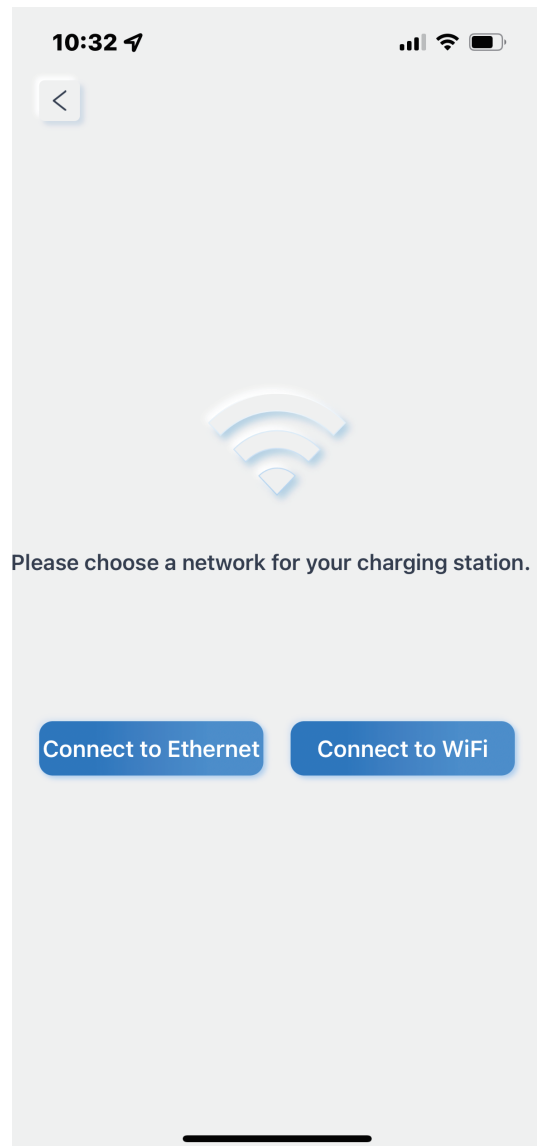 10:32
Please choose a network for your charging station.
Connect to Ethernet
Connect to WiFi